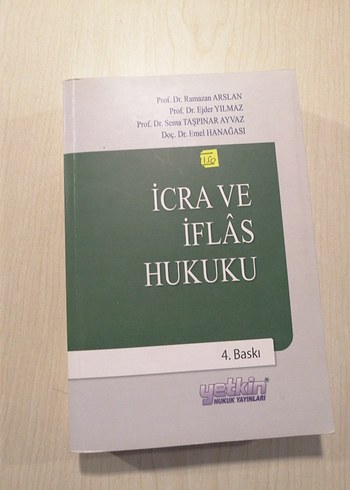 Prof. Dr. Ramazan ARSLAN
Prof. Dr. Ejder YILMAZ
Prof. Dr. Sema TAŞPINAR AYVAZ
Doç. Dr. Emel HANAĞASI
İCRA VE
İFLÂS
HUKUKU
4. Baskı
yetkin
HUKUK YAYINLARI